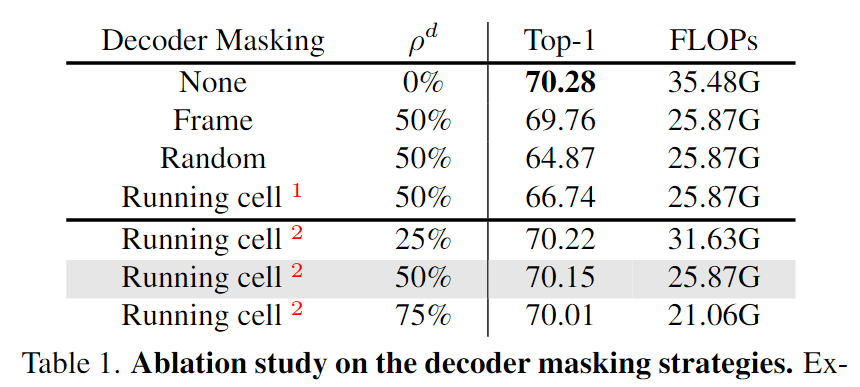 Decoder Masking ρᵈ Top-1 FLOPs
None 0% 70.28 35.48G
Frame 50% 69.76 25.87G
Random 50% 64.87 25.87G
Running cell ¹ 50% 66.74 25.87G
Running cell ² 25% 70.22 31.63G
Running cell ² 50% 70.15 25.87G
Running cell ² 75% 70.01 21.06G
Table 1. Ablation study on the decoder masking strategies. Ex-